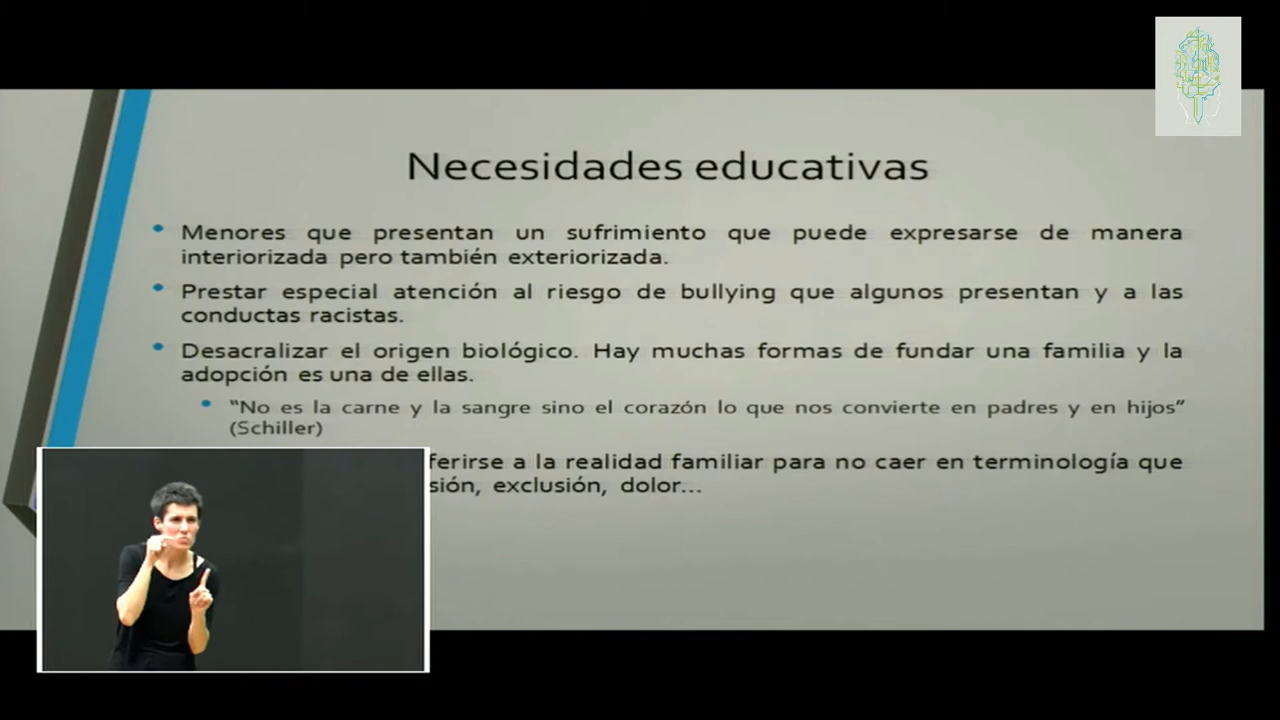 Necesidades educativas
• Menores que presentan un sufrimiento que puede expresarse de manera
interiorizada pero también exteriorizada.
• Prestar especial atención al riesgo de bullying que algunos presentan y a las
conductas racistas.
• Desacralizar el origen biológico. Hay muchas formas de fundar una familia y la
adopción es una de ellas.
• “No es la carne y la sangre sino el corazón lo que nos convierte en padres y en hijos”
(Schiller)
a la realidad familiar para no caer en terminología que
exclusión, dolor...